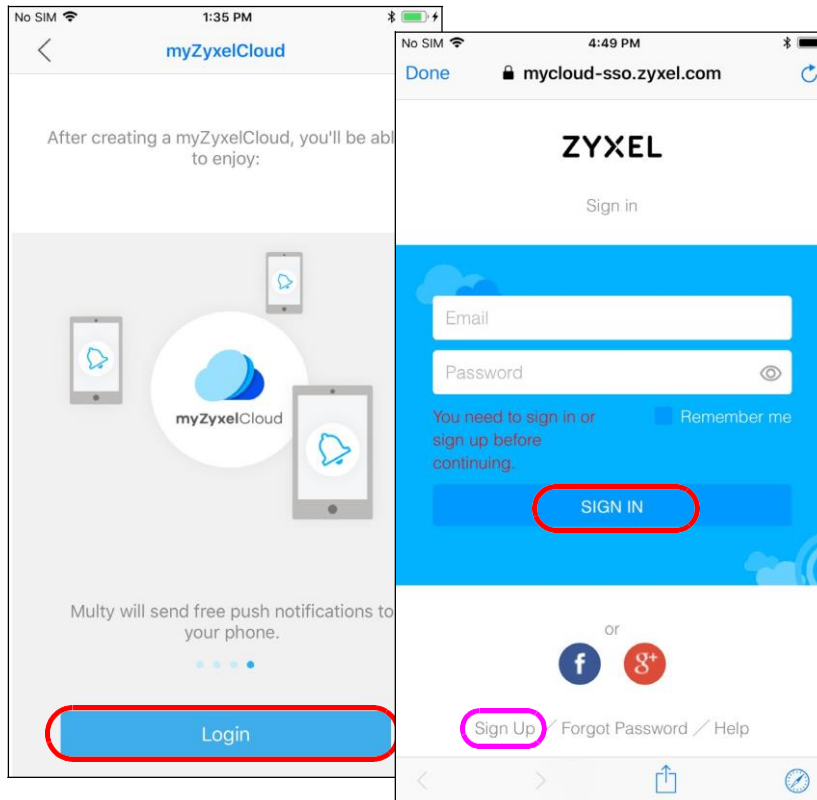 No SIM 1:35 PM
myZyxelCloud
After creating a myZyxelCloud, you'll be abl
to enjoy:
myZyxelCloud
Multy will send free push notifications to
your phone.
Login
No SIM 4:49 PM
Done mycloud-sso.zyxel.com
ZYXEL
Sign in
Email
Password
You need to sign in or
sign up before
continuing.
Remember me
SIGN IN
or
f g+
Sign Up / Forgot Password / Help